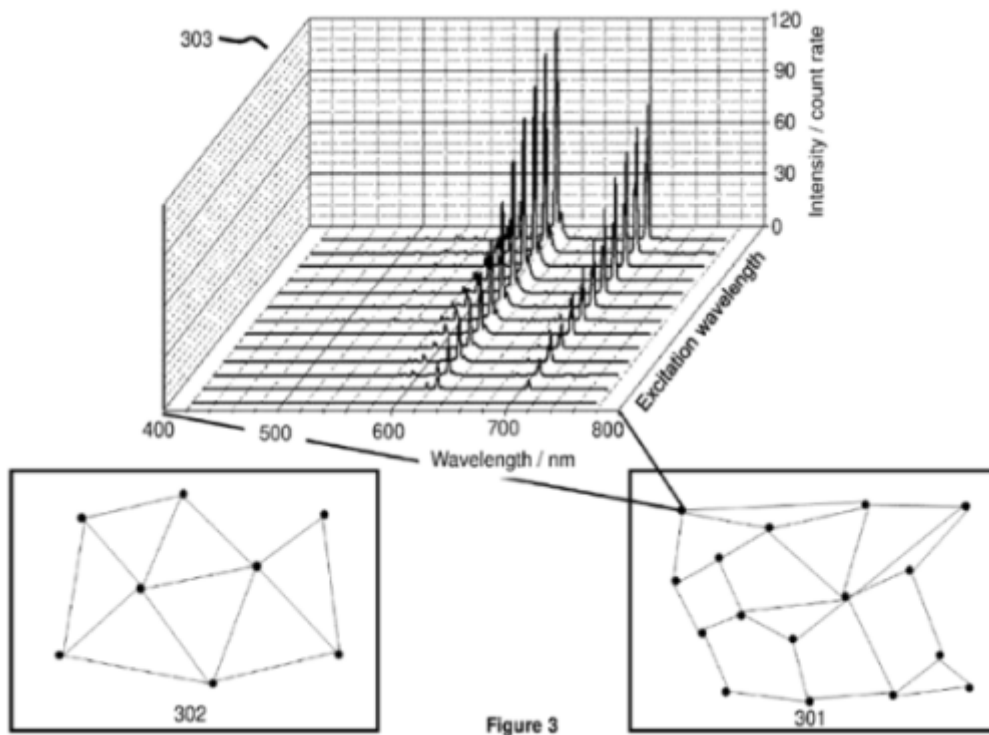 303
120
90
60
30
0
Intensity / count rate
Excitation wavelength
400 500 600 700 800
Wavelength / nm
302
301
Figure 3